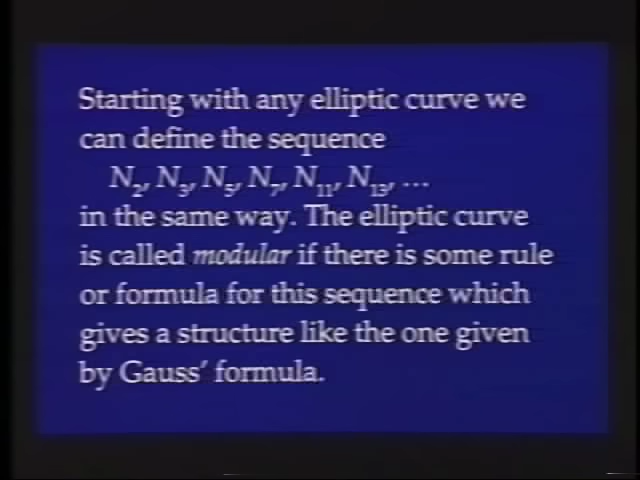 Starting with any elliptic curve we
can define the sequence
N₂, N₃, N₅, N₇, N₁₁, N₁₃, ...
in the same way. The elliptic curve
is called modular if there is some rule
or formula for this sequence which
gives a structure like the one given
by Gauss' formula.